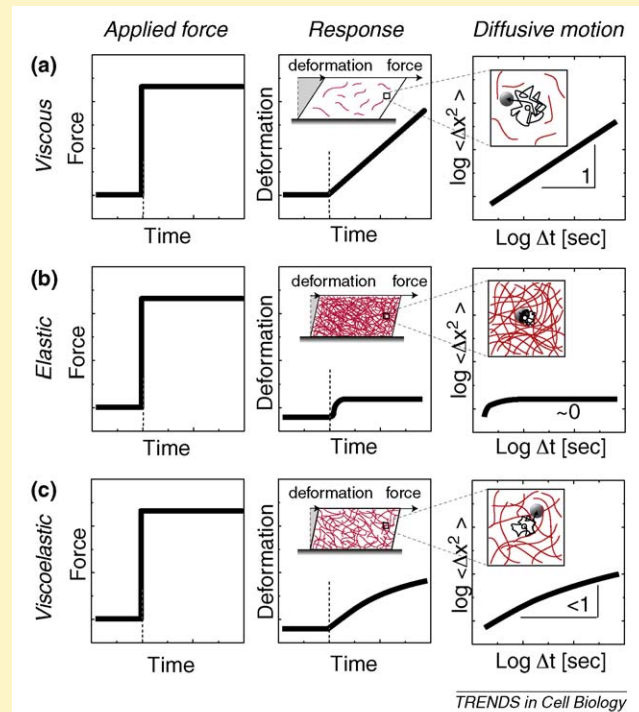 Applied force
Response
Diffusive motion
(a)
Viscous
Force
Time
deformation force
Deformation
Time
log <Δx² >
1
Log Δt [sec]
(b)
Elastic
Force
Time
deformation force
Deformation
Time
log <Δx² >
~0
Log Δt [sec]
(c)
Viscoelastic
Force
Time
deformation force
Deformation
Time
log <Δx² >
<1
Log Δt [sec]
TRENDS in Cell Biology